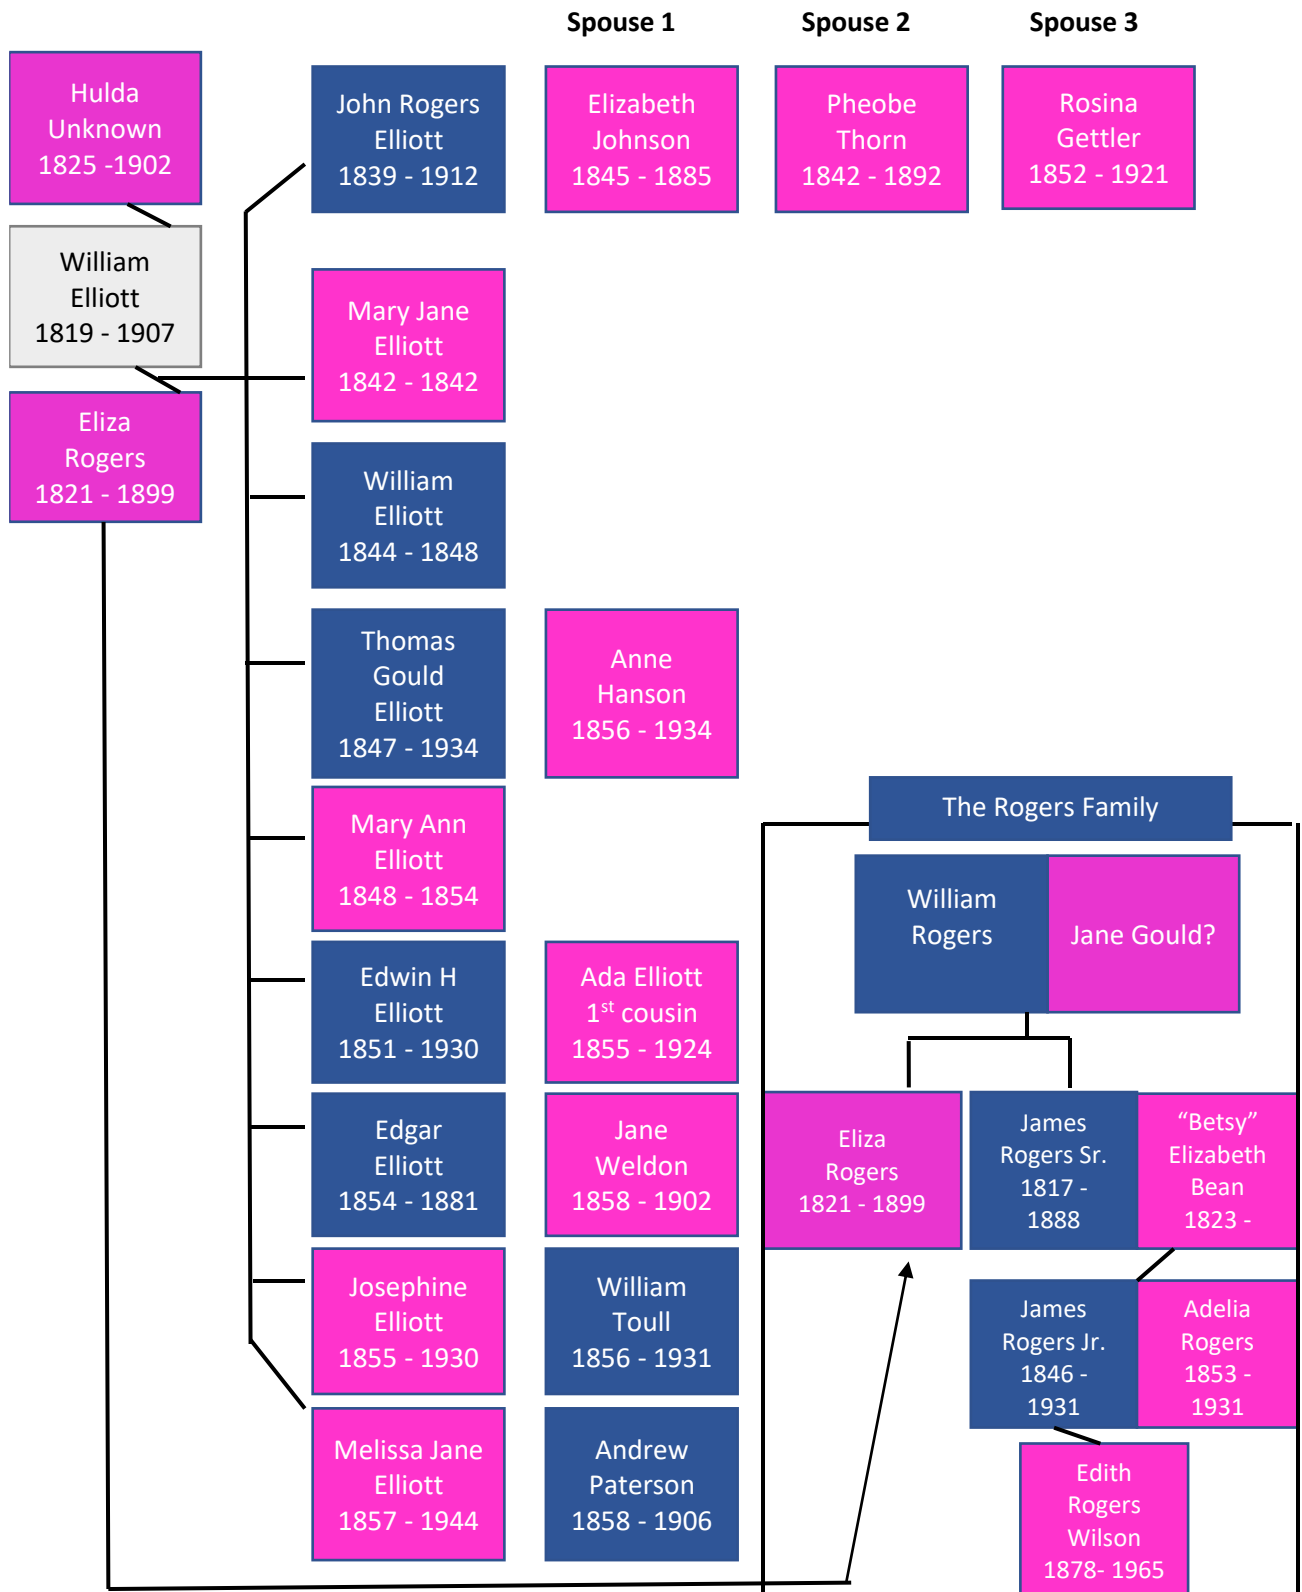 Spouse 1
Spouse 2
Spouse 3
Hulda
Unknown
1825 -1902
William
Elliott
1819 - 1907
Eliza
Rogers
1821 - 1899
John Rogers
Elliott
1839 - 1912
Elizabeth
Johnson
1845 - 1885
Pheobe
Thorn
1842 - 1892
Rosina
Gettler
1852 - 1921
Mary Jane
Elliott
1842 - 1842
William
Elliott
1844 - 1848
Thomas
Gould
Elliott
1847 - 1934
Anne
Hanson
1856 - 1934
Mary Ann
Elliott
1848 - 1854
Edwin H
Elliott
1851 - 1930
Ada Elliott
1st cousin
1855 - 1924
Edgar
Elliott
1854 - 1881
Jane
Weldon
1858 - 1902
Josephine
Elliott
1855 - 1930
William
Toull
1856 - 1931
Melissa Jane
Elliott
1857 - 1944
Andrew
Paterson
1858 - 1906
The Rogers Family
William
Rogers
Jane Gould?
Eliza
Rogers
1821 - 1899
James
Rogers Sr.
1817 -
1888
“Betsy”
Elizabeth
Bean
1823 -
James
Rogers Jr.
1846 -
1931
Adelia
Rogers
1853 -
1931
Edith
Rogers
Wilson
1878- 1965